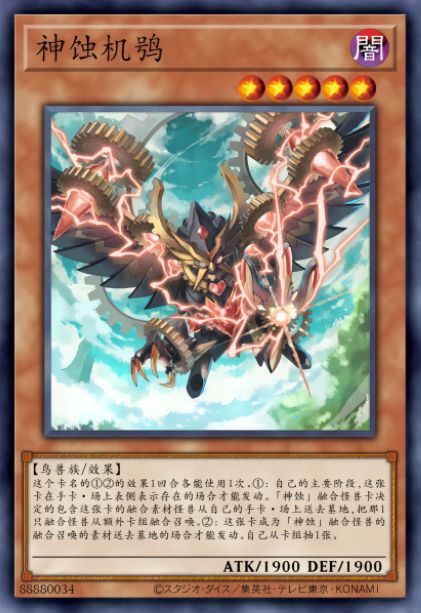 神蚀机鸮
闇
【鸟兽族/效果】
这个卡名的①②的效果1回合各能使用1次。①：自己的主要阶段，这张
卡在手卡·场上表侧表示存在的场合才能发动。「神蚀」融合怪兽卡决
定的包含这张卡的融合素材怪兽从自己的手卡·场上送去墓地，把那1
只融合怪兽从额外卡组融合召唤。②：这张卡成为「神蚀」融合怪兽的
融合召唤的素材送去墓地的场合才能发动。自己从卡组抽1张。
ATK/1900 DEF/1900
88880034
©スタジオ・ダイス/集英社・テレビ東京・KONAMI